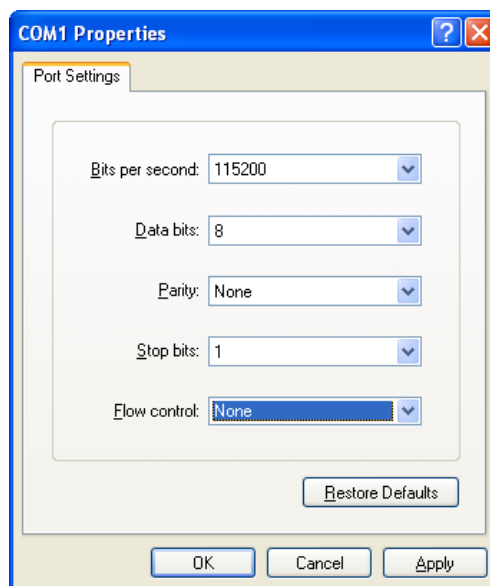 COM1 Properties
Port Settings
Bits per second: 115200
Data bits: 8
Parity: None
Stop bits: 1
Flow control: None
Restore Defaults
OK Cancel Apply